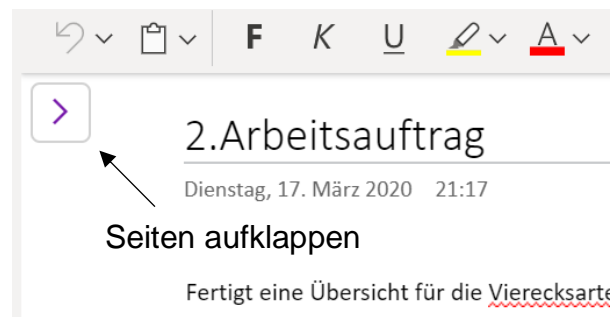 F K U A
2.Arbeitsauftrag
Dienstag, 17. März 2020 21:17
Seiten aufklappen
Fertigt eine Übersicht für die Vierecksarte